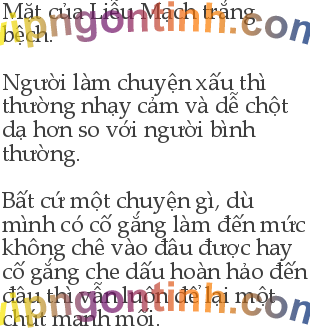 Mặt của Liễu Mạch trắng
bệch.
Người làm chuyện xấu thì
thường nhạy cảm và dễ chột
dạ hơn so với người bình
thường.
Bất cứ một chuyện gì, dù
mình có cố gắng làm đến mức
không chê vào đâu được hay
cố gắng che dấu hoàn hảo đến
đâu thì vẫn luôn để lại một
chút manh mối.
vipngontinh.com
vipngontinh.com